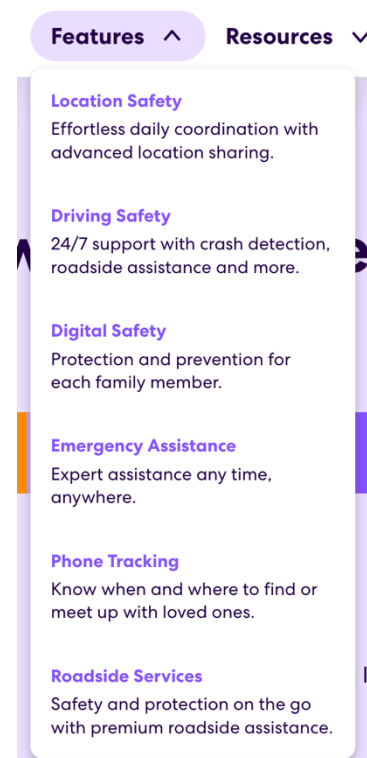 Features
Resources
Location Safety
Effortless daily coordination with
advanced location sharing.
Driving Safety
24/7 support with crash detection,
roadside assistance and more.
Digital Safety
Protection and prevention for
each family member.
Emergency Assistance
Expert assistance any time,
anywhere.
Phone Tracking
Know when and where to find or
meet up with loved ones.
Roadside Services
Safety and protection on the go
with premium roadside assistance.